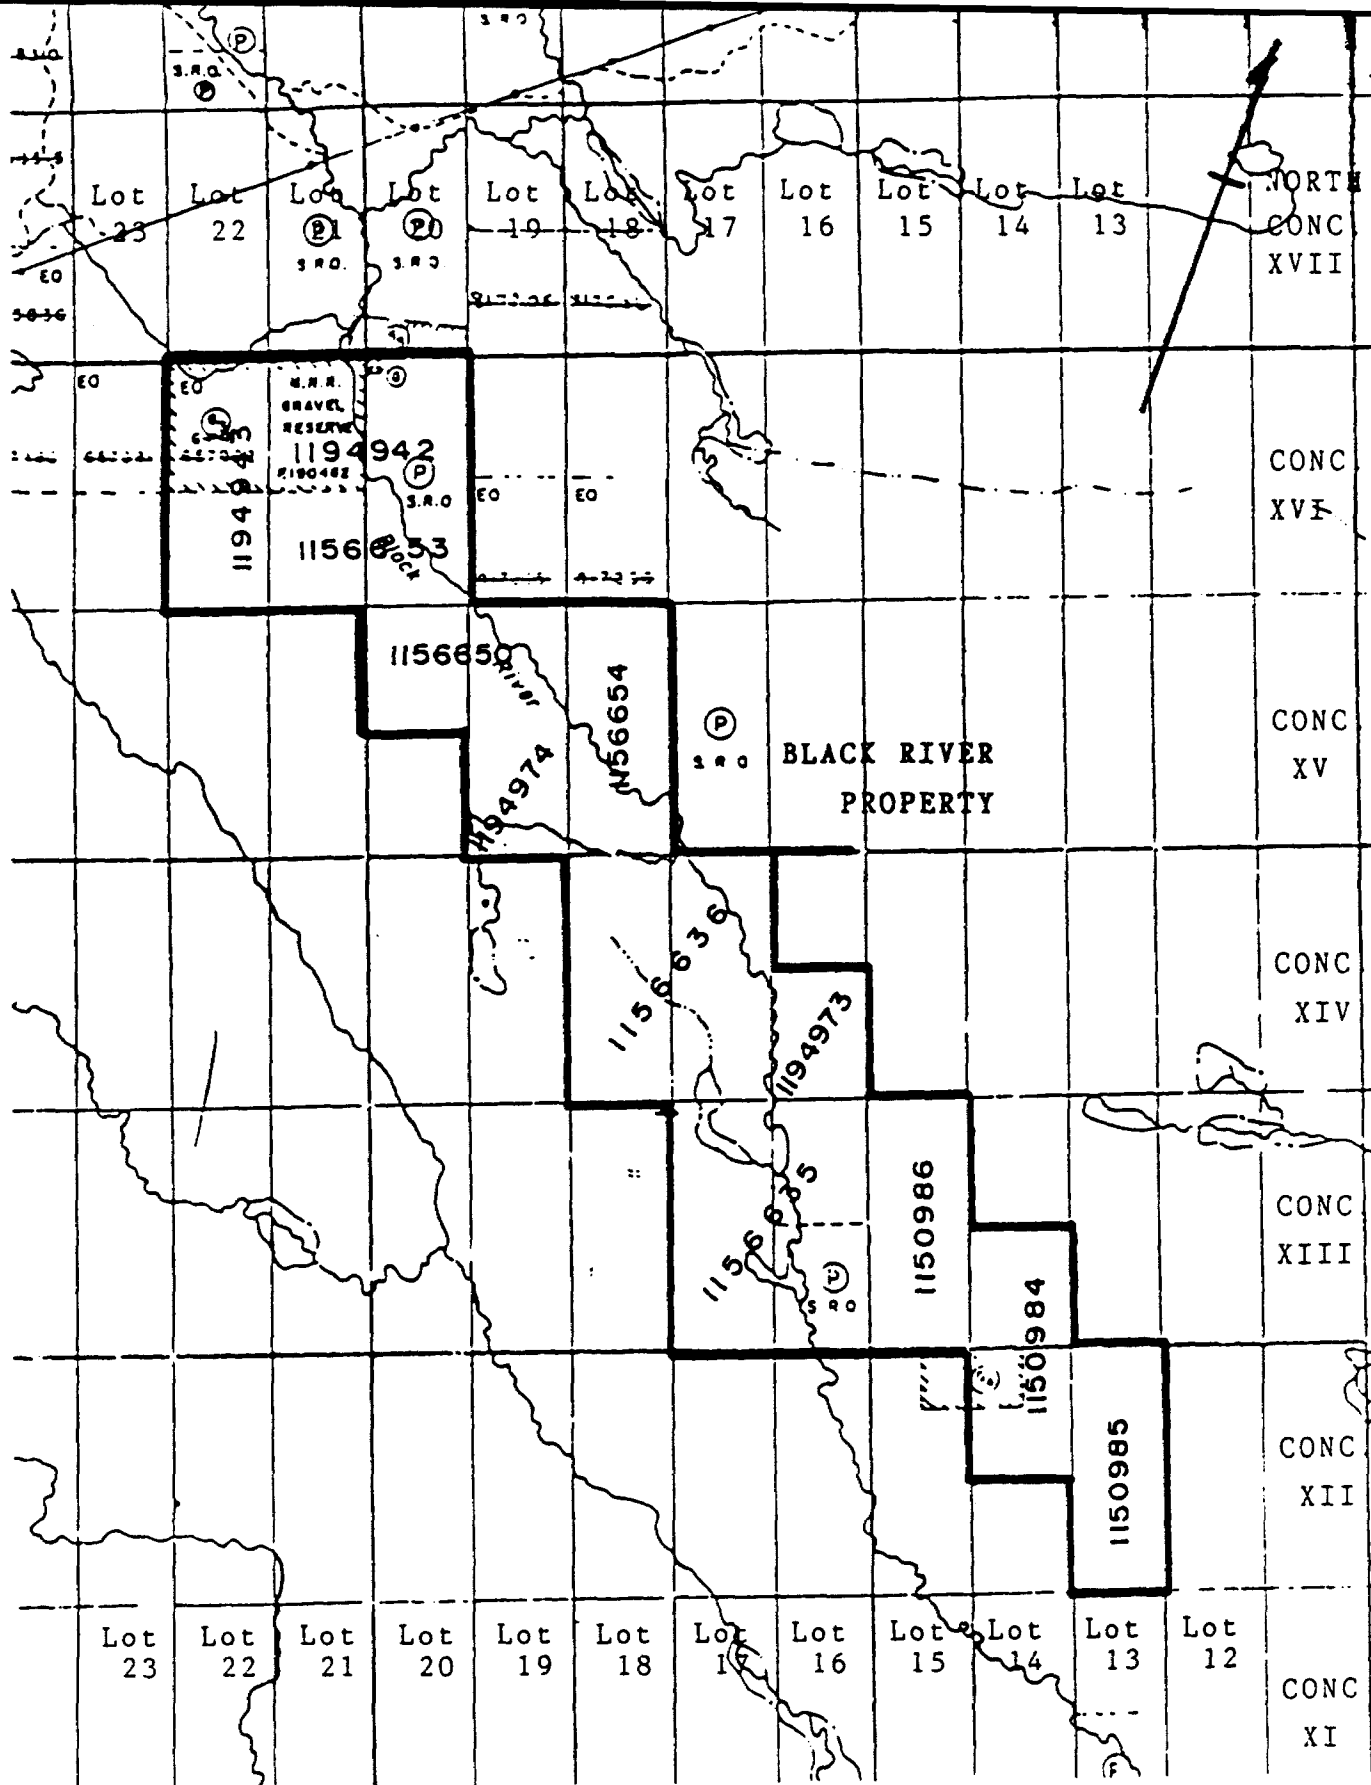 S.R.O
P
S.R.O.
P
Lot 23
Lot 22
Lot 21
Lot 20
Lot 19
Lot 18
Lot 17
Lot 16
Lot 15
Lot 14
Lot 13
NORTH
CONC
XVII
P
S.R.O.
P
S.R.O.
EO
EO
EO
M.N.R.
GRAVEL
RESERVE
1194943
1194942
P
S.R.O
EO
EO
CONC
XVI
Black
1156650
River
1194974
P
S R O
BLACK RIVER
PROPERTY
CONC
XV
1156636
1194973
CONC
XIV
1156635
S R O
1150986
CONC
XIII
1150984
1150985
CONC
XII
Lot 23
Lot 22
Lot 21
Lot 20
Lot 19
Lot 18
Lot 17
Lot 16
Lot 15
Lot 14
Lot 13
Lot 12
CONC
XI